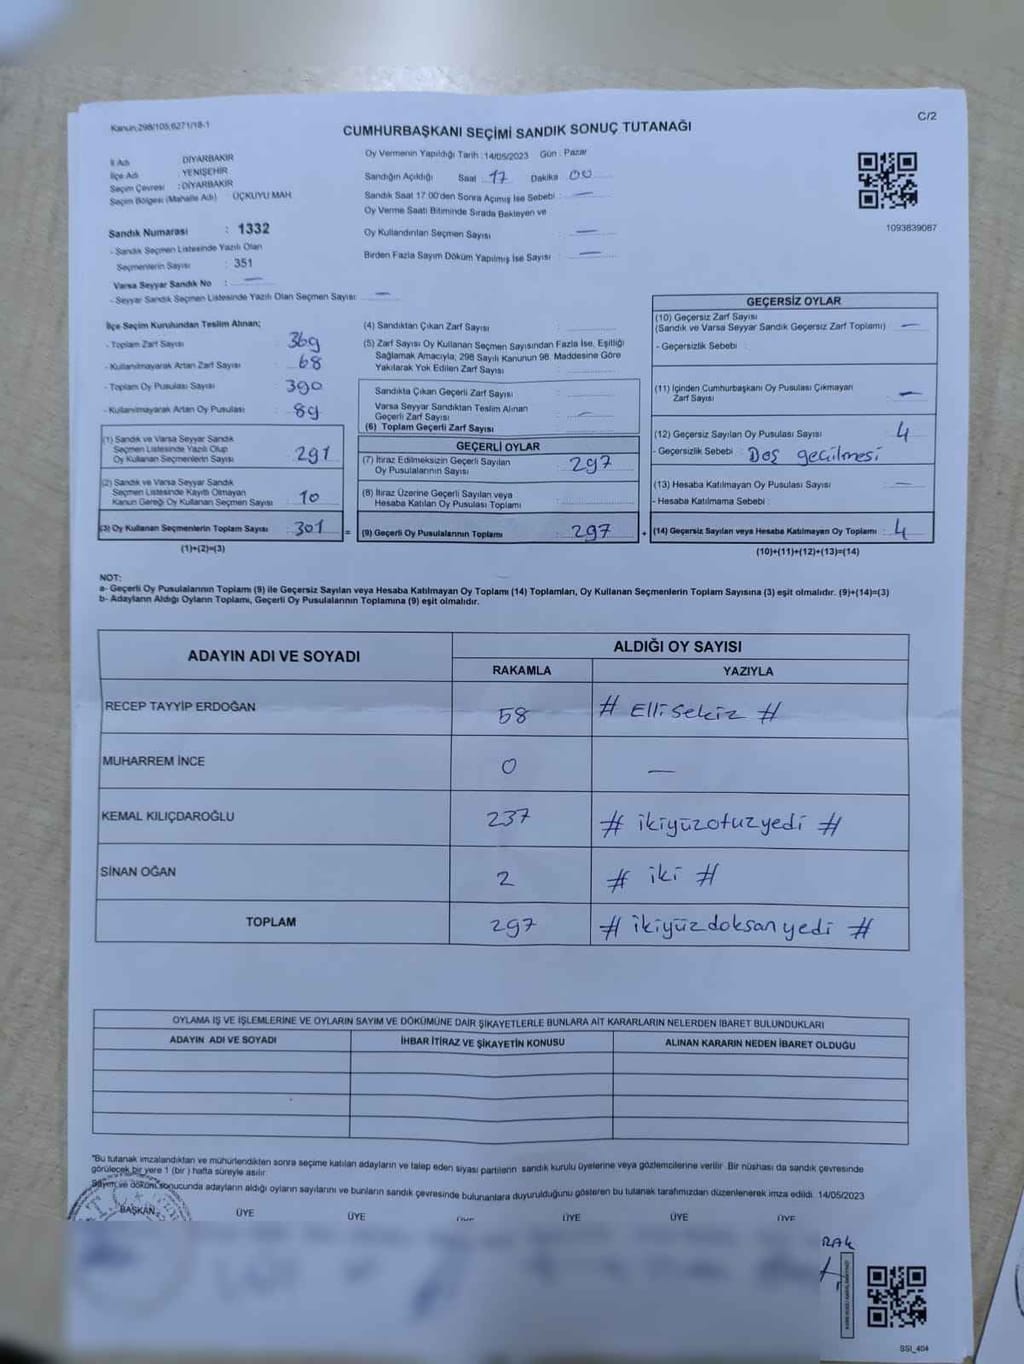 Kanun;298/105,6271/18-1
C/2
CUMHURBAŞKANI SEÇİMİ SANDIK SONUÇ TUTANAĞI
İl Adı DİYARBAKIR
İlçe Adı YENİŞEHİR
Seçim Çevresi : DİYARBAKIR
Seçim Bölgesi (Mahalle Adı) ÜÇKUYU MAH
Sandık Numarası : 1332
- Sandık Seçmen Listesinde Yazılı Olan
Seçmenlerin Sayısı : 351
Varsa Seyyar Sandık No : —
- Seyyar Sandık Seçmen Listesinde Yazılı Olan Seçmen Sayısı —
Oy Vermenin Yapıldığı Tarih : 14/05/2023 Gün : Pazar
Sandığın Açıldığı Saat 17 Dakika 00
Sandık Saat 17:00'den Sonra Açımış İse Sebebi : —
Oy Verme Saati Bitiminde Sırada Bekleyen ve
Oy Kullandırılan Seçmen Sayısı : —
Birden Fazla Sayım Döküm Yapılmış İse Sayısı : —
1093839087
İlçe Seçim Kurulundan Teslim Alınan;
- Toplam Zarf Sayısı 369
- Kullanılmayarak Artan Zarf Sayısı 68
- Toplam Oy Pusulası Sayısı 390
- Kullanılmayarak Artan Oy Pusulası 89
(1) Sandık ve Varsa Seyyar Sandık
Seçmen Listesinde Yazılı Olup
Oy Kullanan Seçmenlerin Sayısı 291
(2) Sandık ve Varsa Seyyar Sandık
Seçmen Listesinde Kayıtlı Olmayan
Kanun Gereği Oy Kullanan Seçmen Sayısı 10
(3) Oy Kullanan Seçmenlerin Toplam Sayısı 301 =
(1)+(2)=(3)
(4) Sandıktan Çıkan Zarf Sayısı
(5) Zarf Sayısı Oy Kullanan Seçmen Sayısından Fazla İse, Eşitliği
Sağlamak Amacıyla; 298 Sayılı Kanunun 98. Maddesine Göre
Yakılarak Yok Edilen Zarf Sayısı
Sandıkta Çıkan Geçerli Zarf Sayısı
Varsa Seyyar Sandıktan Teslim Alınan
Geçerli Zarf Sayısı
(6) Toplam Geçerli Zarf Sayısı
GEÇERLİ OYLAR
(7) İtiraz Edilmeksizin Geçerli Sayılan
Oy Pusulalarının Sayısı 297
(8) İtiraz Üzerine Geçerli Sayılan veya
Hesaba Katılan Oy Pusulası Toplamı
(9) Geçerli Oy Pusulalarının Toplamı 297 +
GEÇERSİZ OYLAR
(10) Geçersiz Zarf Sayısı
(Sandık ve Varsa Seyyar Sandık Geçersiz Zarf Toplamı) —
- Geçersizlik Sebebi :
(11) İçinden Cumhurbaşkanı Oy Pusulası Çıkmayan
Zarf Sayısı —
(12) Geçersiz Sayılan Oy Pusulası Sayısı 4
- Geçersizlik Sebebi : Boş geçilmesi
(13) Hesaba Katılmayan Oy Pusulası Sayısı —
- Hesaba Katılmama Sebebi :
(14) Geçersiz Sayılan veya Hesaba Katılmayan Oy Toplamı : 4
(10)+(11)+(12)+(13)=(14)
NOT:
a- Geçerli Oy Pusulalarının Toplamı (9) ile Geçersiz Sayılan veya Hesaba Katılmayan Oy Toplamı (14) Toplamları, Oy Kullanan Seçmenlerin Toplam Sayısına (3) eşit olmalıdır. (9)+(14)=(3)
b- Adayların Aldığı Oyların Toplamı, Geçerli Oy Pusulalarının Toplamına (9) eşit olmalıdır.
ADAYIN ADI VE SOYADI
ALDIĞI OY SAYISI
RAKAMLA YAZIYLA
RECEP TAYYİP ERDOĞAN 58 # Elli sekiz #
MUHARREM İNCE 0 —
KEMAL KILIÇDAROĞLU 237 # ikiyüzotuzyedi #
SİNAN OĞAN 2 # iki #
TOPLAM 297 # ikiyüzdoksanyedi #
OYLAMA İŞ VE İŞLEMLERİNE VE OYLARIN SAYIM VE DÖKÜMÜNE DAİR ŞİKAYETLERLE BUNLARA AİT KARARLARIN NELERDEN İBARET BULUNDUKLARI
ADAYIN ADI VE SOYADI İHBAR İTİRAZ VE ŞİKAYETİN KONUSU ALINAN KARARIN NEDEN İBARET OLDUĞU
"Bu tutanak imzalandıktan ve mühürlendikten sonra seçime katılan adayların ve talep eden siyasi partilerin sandık kurulu üyelerine veya gözlemcilerine verilir. Bir nüshası da sandık çevresinde
görülecek bir yere 1 (bir) hafta süreyle asılır.
Sayım ve döküm sonucunda adayların aldığı oyların sayılarını ve bunların sandık çevresinde bulunanlara duyurulduğunu gösteren bu tutanak tarafımızdan düzenlenerek imza edildi. 14/05/2023
BAŞKAN ÜYE ÜYE ÜYE ÜYE ÜYE ÜYE
SSI_404